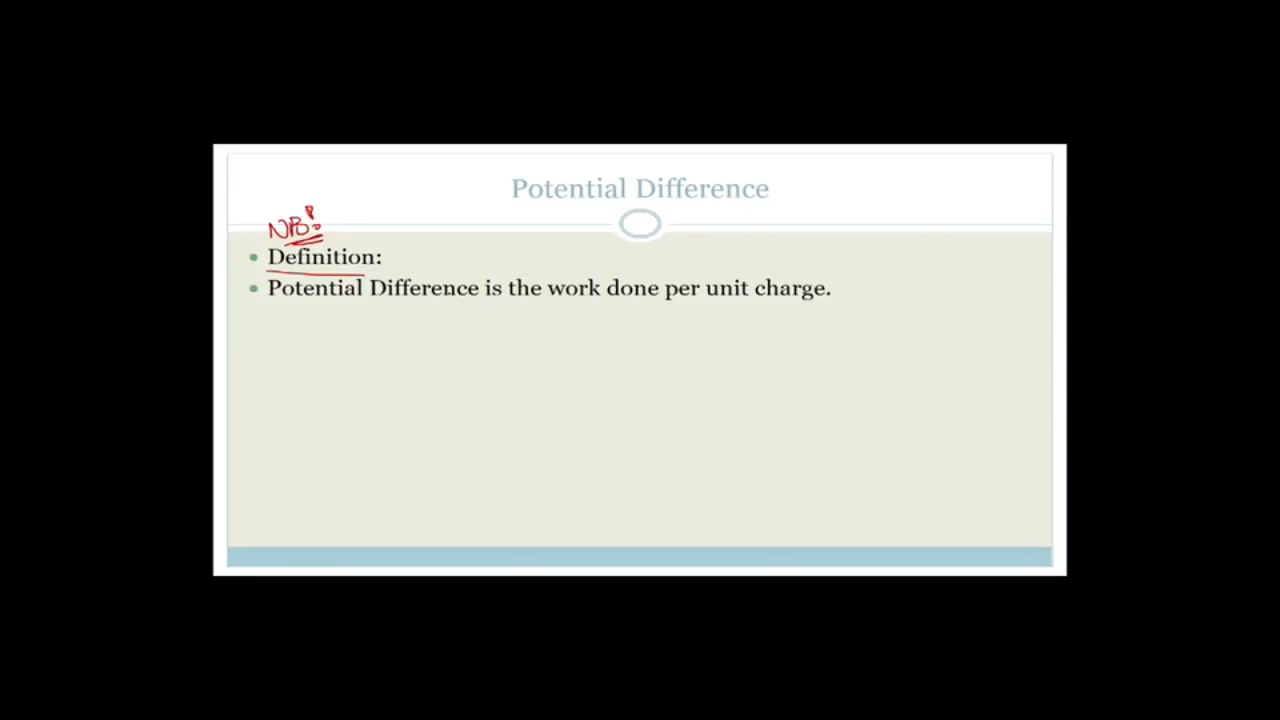 Potential Difference
NB!
• Definition:
• Potential Difference is the work done per unit charge.